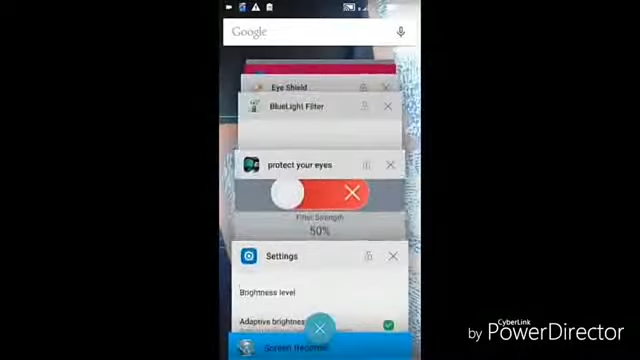 Google
Eye Shield
BlueLight Filter
protect your eyes
Filter Strength
50%
Settings
Brightness level
Adaptive brightness
Screen Recorder
by CyberLink PowerDirector